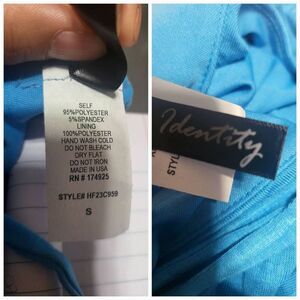 SELF
95%POLYESTER
5%SPANDEX
LINING
100%POLYESTER
HAND WASH COLD
DO NOT BLEACH
DRY FLAT
DO NOT IRON
MADE IN USA
RN # 174925
STYLE# HF23C959
S
Identity
STYLE